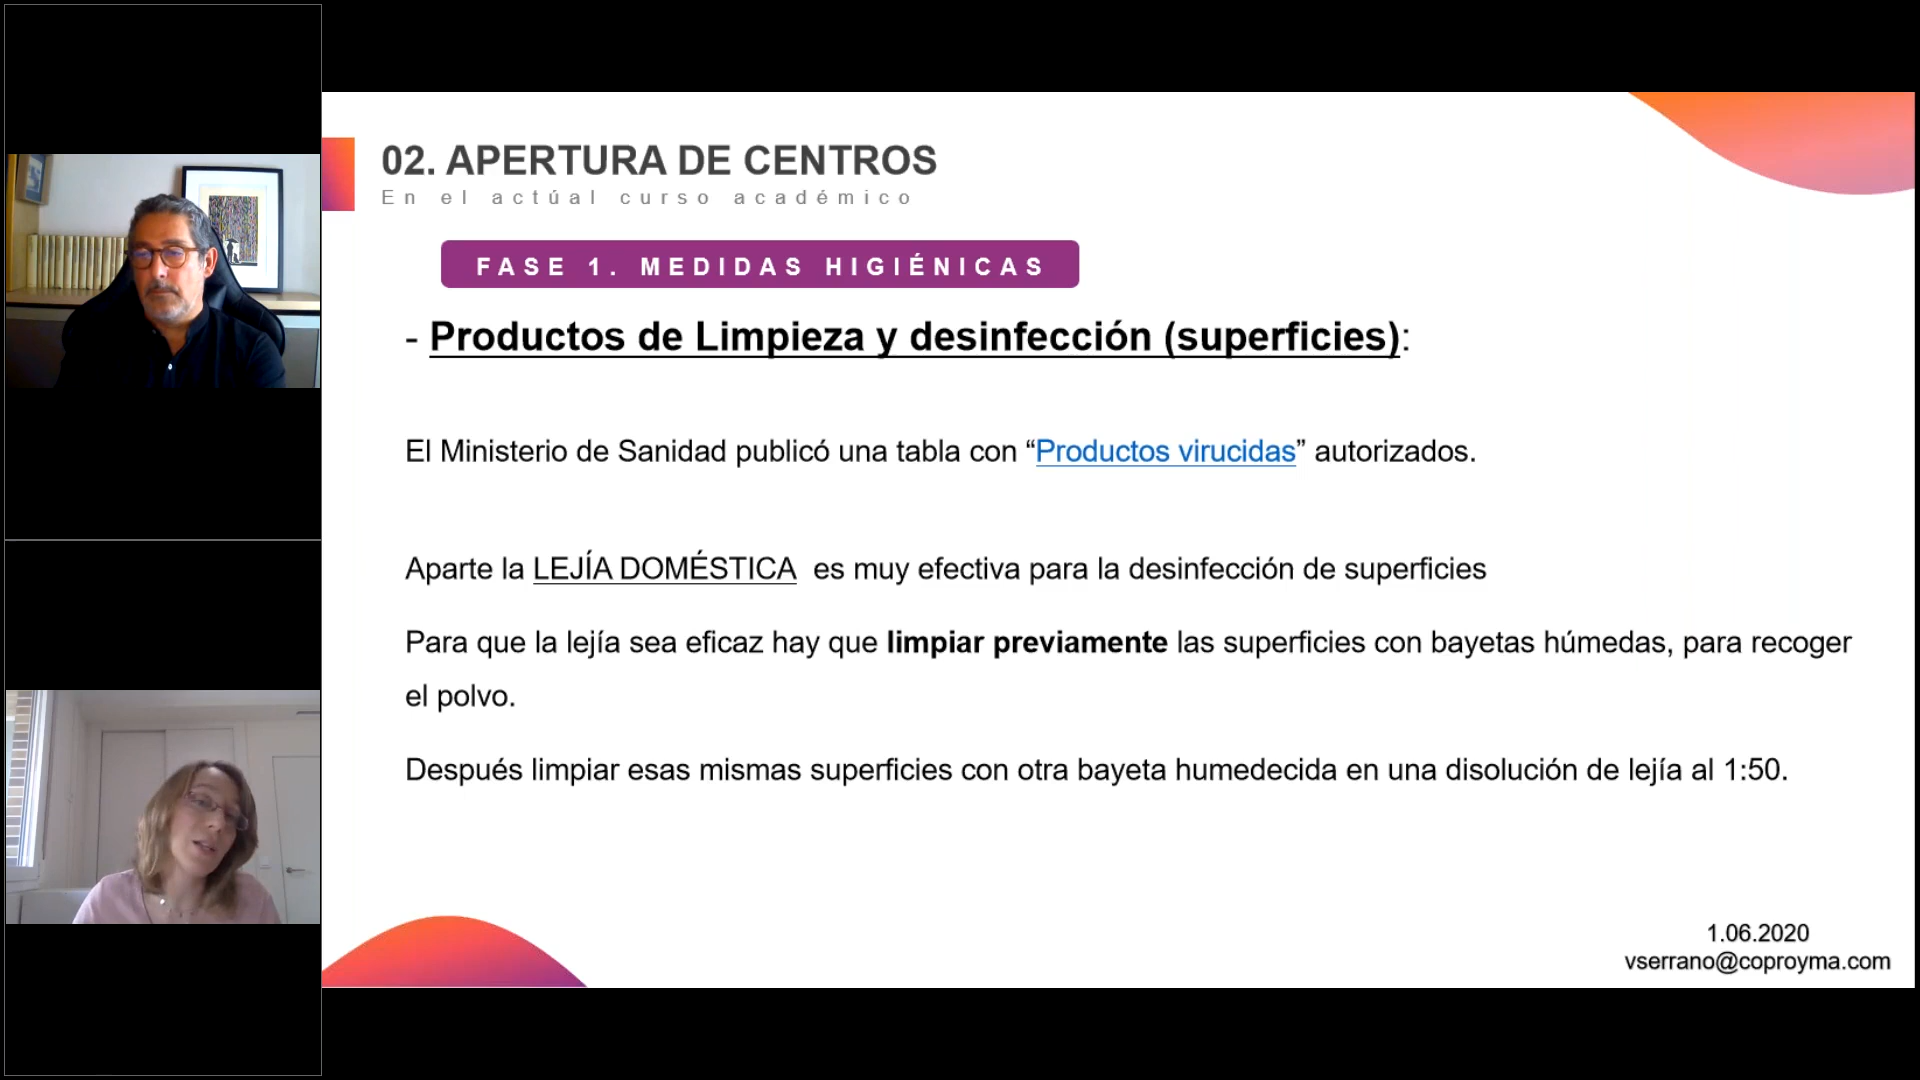 02. APERTURA DE CENTROS
En el actúal curso académico
FASE 1. MEDIDAS HIGIÉNICAS
- Productos de Limpieza y desinfección (superficies):
El Ministerio de Sanidad publicó una tabla con “Productos virucidas” autorizados.
Aparte la LEJÍA DOMÉSTICA es muy efectiva para la desinfección de superficies
Para que la lejía sea eficaz hay que limpiar previamente las superficies con bayetas húmedas, para recoger
el polvo.
Después limpiar esas mismas superficies con otra bayeta humedecida en una disolución de lejía al 1:50.
1.06.2020
vserrano@coproyma.com